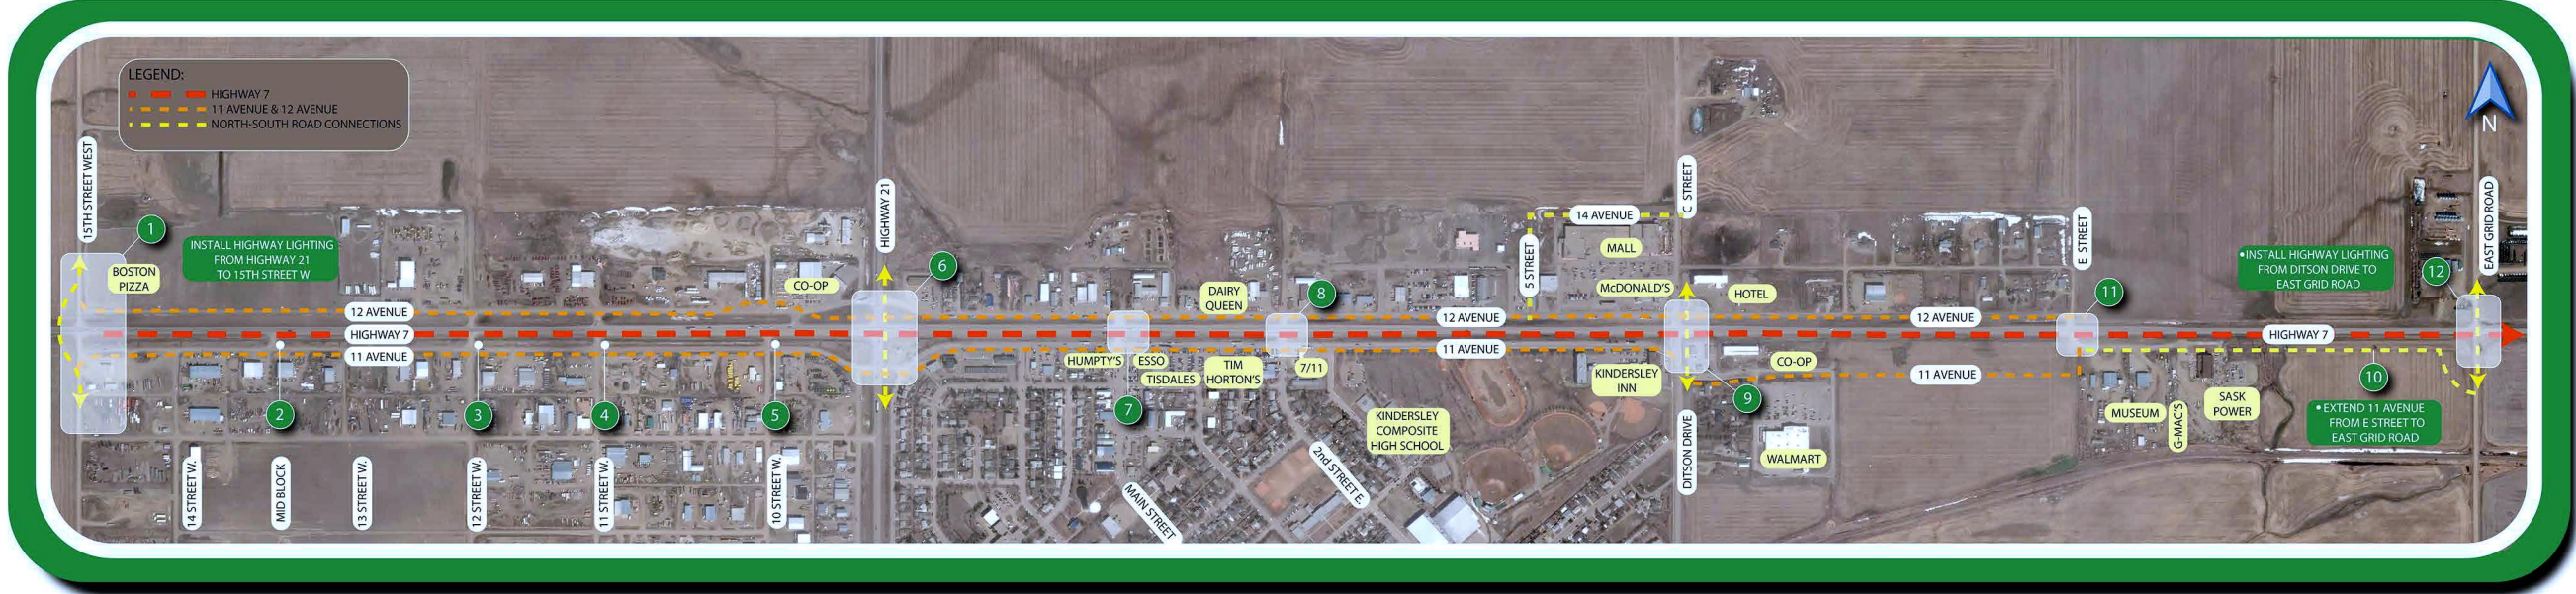 LEGEND:
HIGHWAY 7
11 AVENUE & 12 AVENUE
NORTH-SOUTH ROAD CONNECTIONS
N
15TH STREET WEST
1
INSTALL HIGHWAY LIGHTING
FROM HIGHWAY 21
TO 15TH STREET W
BOSTON
PIZZA
12 AVENUE
HIGHWAY 7
11 AVENUE
CO-OP
HIGHWAY 21
6
2
3
4
5
14 STREET W.
MID BLOCK
13 STREET W.
12 STREET W.
11 STREET W.
10 STREET W.
DAIRY
QUEEN
8
HUMPTY'S
ESSO
TISDALES
TIM
HORTON'S
7/11
7
MAIN STREET
2nd STREET E.
KINDERSLEY
COMPOSITE
HIGH SCHOOL
12 AVENUE
11 AVENUE
S STREET
14 AVENUE
MALL
McDONALD'S
C STREET
HOTEL
KINDERSLEY
INN
9
CO-OP
DITSON DRIVE
WALMART
12 AVENUE
11 AVENUE
E STREET
11
INSTALL HIGHWAY LIGHTING
FROM DITSON DRIVE TO
EAST GRID ROAD
12
EAST GRID ROAD
HIGHWAY 7
10
MUSEUM
G-MAC'S
SASK
POWER
EXTEND 11 AVENUE
FROM E STREET TO
EAST GRID ROAD